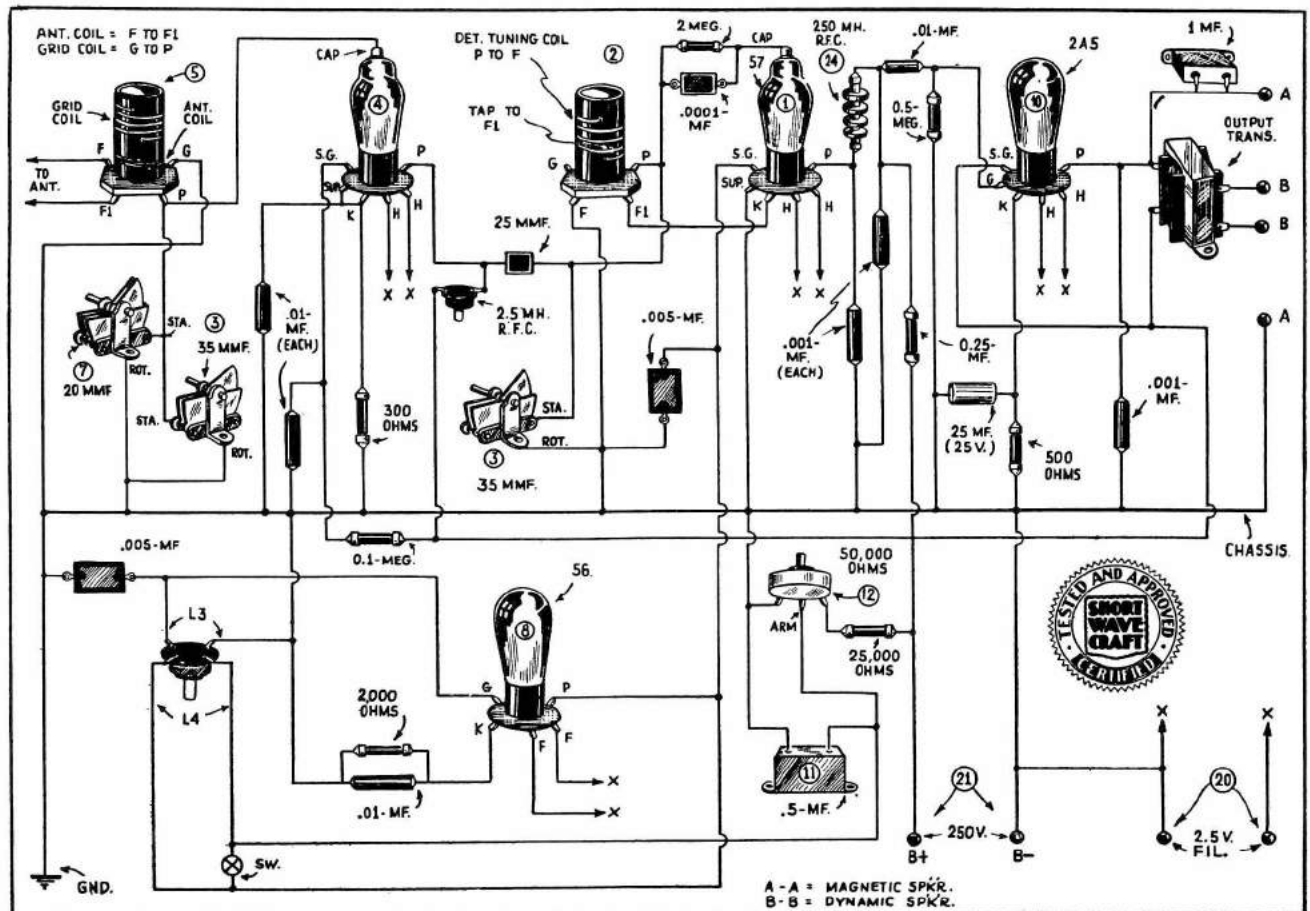 ANT. COIL = F TO F1
GRID COIL = G TO P
5
GRID COIL
ANT. COIL
F
G
TO ANT.
P
F1
CAP
4
S.G.
P
SUP.
K
H
H
X X
DET. TUNING COIL
P TO F
2
TAP TO F1
G
P
F
F1
2 MEG.
CAP
57
.0001-MF
1
S.G.
P
SUP.
K
H
H
X X
250 MH.
R.F.C.
24
.01-MF.
0.5-MEG.
2A5
10
S.G.
P
G
K
H
H
X X
1 MF.
A
OUTPUT TRANS.
B
B
A
7
20 MMF
STA.
ROT.
3
35 MMF.
STA.
ROT.
.01-MF. (EACH)
300 OHMS
25 MMF.
2.5 MH.
R.F.C.
.005-MF.
STA.
ROT.
3
35 MMF.
.001-MF. (EACH)
0.25-MF.
25 MF.
(25 V.)
500 OHMS
.001-MF.
CHASSIS.
.005-MF
0.1-MEG.
L3
L4
56.
8
G
P
K
F
F
X
X
2,000 OHMS
.01-MF.
SW.
GND.
50,000 OHMS
12
ARM
25,000 OHMS
11
.5-MF.
TESTED AND APPROVED
SHORT WAVE CRAFT
CERTIFIED
X
X
21
20
250V.
B+
B-
2.5 V.
FIL.
A-A = MAGNETIC SPKR.
B-B = DYNAMIC SPKR.